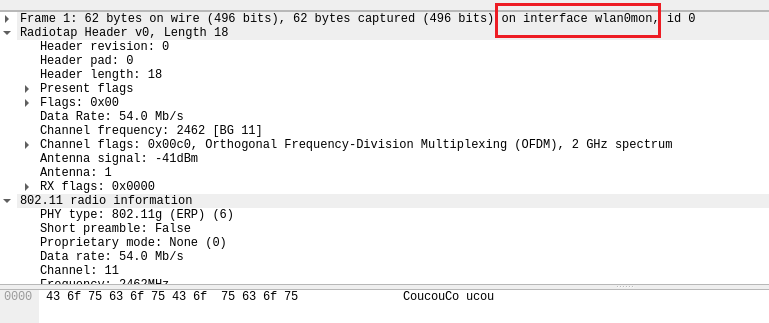 Frame 1: 62 bytes on wire (496 bits), 62 bytes captured (496 bits) on interface wlan0mon, id 0
Radiotap Header v0, Length 18
Header revision: 0
Header pad: 0
Header length: 18
Present flags
Flags: 0x00
Data Rate: 54.0 Mb/s
Channel frequency: 2462 [BG 11]
Channel flags: 0x00c0, Orthogonal Frequency-Division Multiplexing (OFDM), 2 GHz spectrum
Antenna signal: -41dBm
Antenna: 1
RX flags: 0x0000
802.11 radio information
PHY type: 802.11g (ERP) (6)
Short preamble: False
Proprietary mode: None (0)
Data rate: 54.0 Mb/s
Channel: 11
Frequency: 2462MHz
0000 43 6f 75 63 6f 75 43 6f 75 63 6f 75 CoucouCo ucou